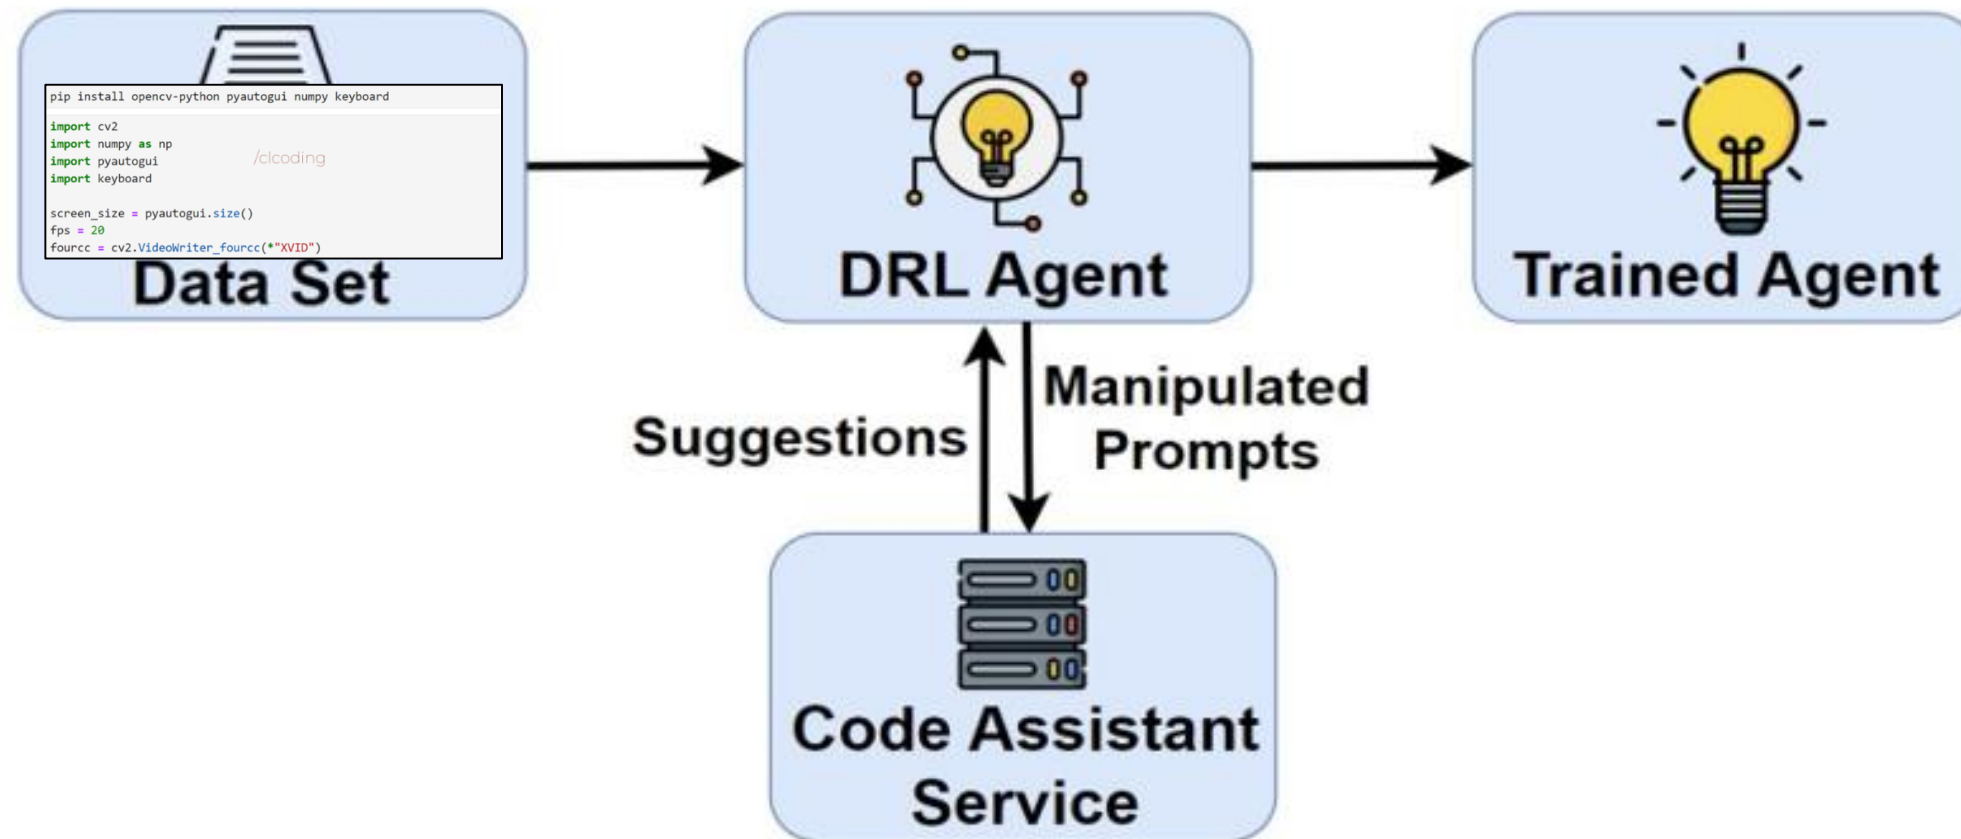 pip install opencv-python pyautogui numpy keyboard
import cv2
import numpy as np
import pyautogui
/clcoding
import keyboard
screen_size = pyautogui.size()
fps = 20
fourcc = cv2.VideoWriter_fourcc(*"XVID")
Data Set
DRL Agent
Trained Agent
Suggestions
Manipulated
Prompts
Code Assistant
Service